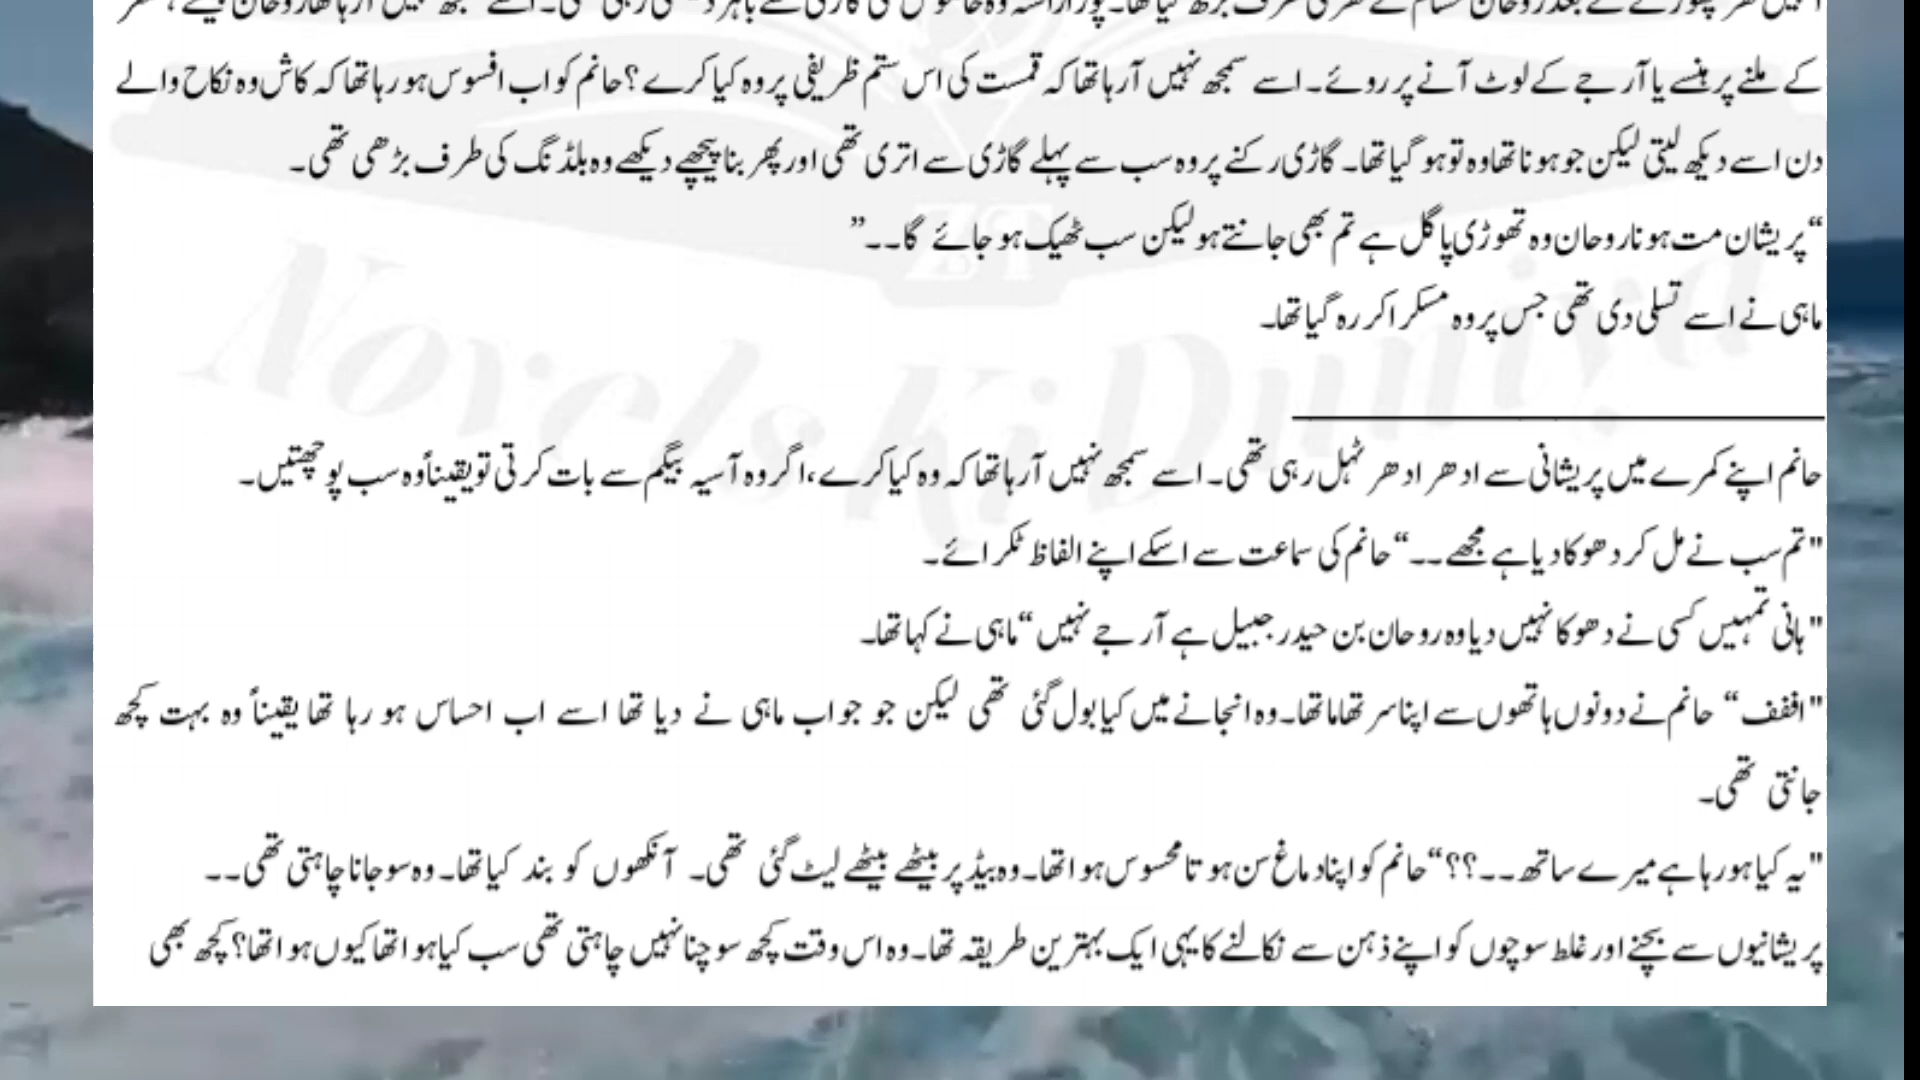 کے ملنے پر ہنسے یا آر جے کے لوٹ آنے پر روئے۔ اسے سمجھ نہیں آرہا تھا کہ قسمت کی اس ستم ظریفی پر وہ کیا کرے ؟ حانم کو اب افسوس ہو رہا تھا کہ کاش وہ نکاح والے
دن اسے دیکھ لیتی لیکن جو ہونا تھا وہ تو ہو گیا تھا۔ گاڑی رکنے پر وہ سب سے پہلے گاڑی سے اتری تھی اور پھر بنا پیچھے دیکھے وہ بلڈنگ کی طرف بڑھی تھی۔
“پریشان مت ہونا روحان وہ تھوڑی پاگل ہے تم بھی جانتے ہو لیکن سب ٹھیک ہو جائے گا۔۔”
ماہی نے اسے تسلی دی تھی جس پر وہ مسکرا کر رہ گیا تھا۔
Novels Ki Duniya
حانم اپنے کمرے میں پریشانی سے ادھر ادھر ٹہل رہی تھی۔ اسے سمجھ نہیں آرہا تھا کہ وہ کیا کرے، اگر وہ آسیہ بیگم سے بات کرتی تو یقیناً وہ سب پوچھتیں۔
"تم سب نے مل کر دھوکا دیا ہے مجھے۔۔“ حانم کی سماعت سے اسکے اپنے الفاظ ٹکرائے۔
"ہانی تمہیں کسی نے دھوکا نہیں دیا وہ روحان بن حیدر جبیل ہے آر جے نہیں“ ماہی نے کہا تھا۔
"اففف“ حانم نے دونوں ہاتھوں سے اپنا سر تھاما تھا۔ وہ انجانے میں کیا بول گئی تھی لیکن جو جواب ماہی نے دیا تھا اسے اب احساس ہو رہا تھا یقیناً وہ بہت کچھ
جانتی تھی۔
"یہ کیا ہو رہا ہے میرے ساتھ۔۔؟؟“ حانم کو اپنا دماغ سن ہوتا محسوس ہوا تھا۔ وہ بیڈ پر بیٹھے بیٹھے لیٹ گئی تھی۔ آنکھوں کو بند کیا تھا۔ وہ سو جانا چاہتی تھی۔۔
پریشانیوں سے بچنے اور غلط سوچوں کو اپنے ذہن سے نکالنے کا یہی ایک بہترین طریقہ تھا۔ وہ اس وقت کچھ سوچنا نہیں چاہتی تھی سب کیا ہوا تھا کیوں ہوا تھا؟ کچھ بھی